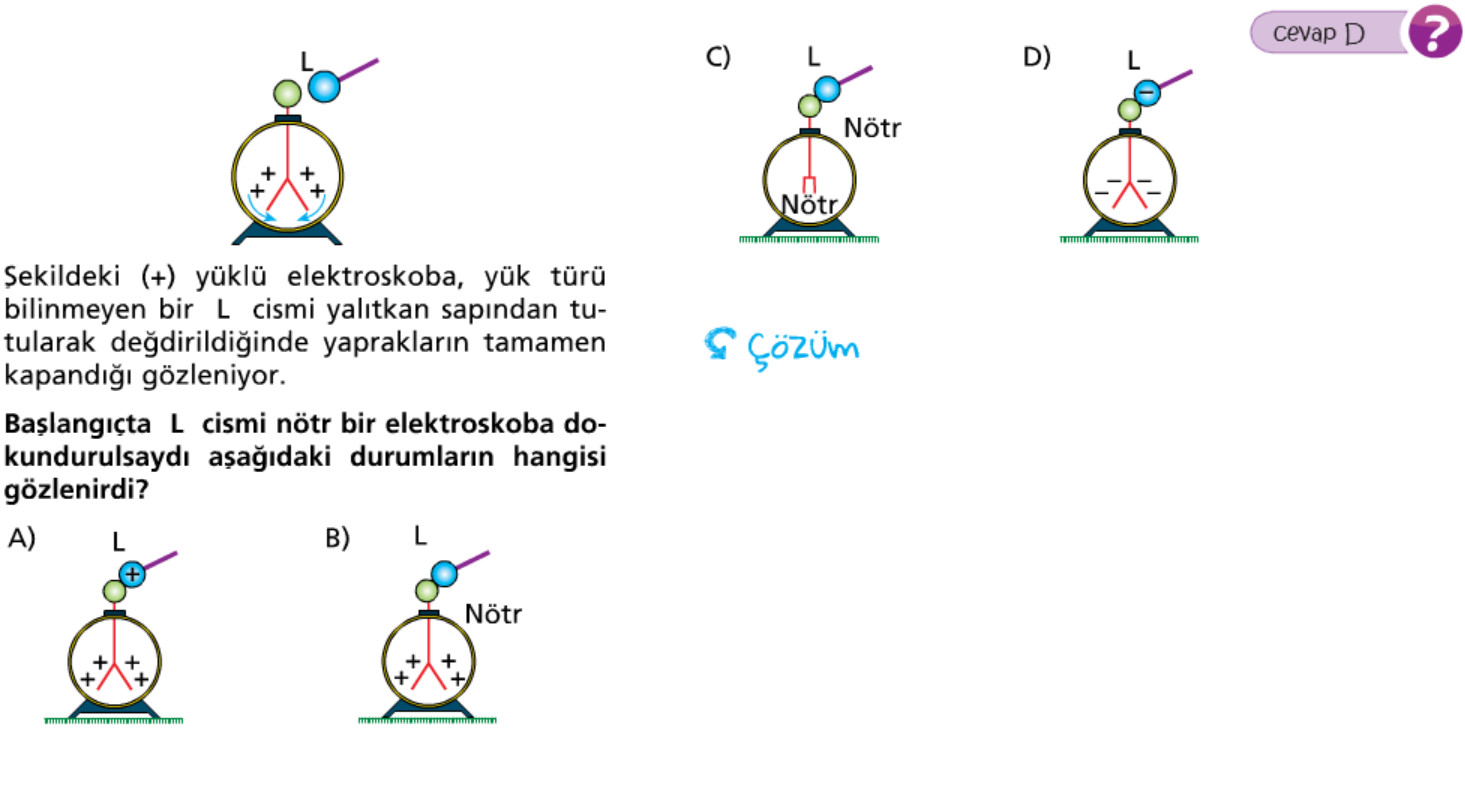 L
+ +
+ +
Şekildeki (+) yüklü elektroskoba, yük türü
bilinmeyen bir L cismi yalıtkan sapından tu-
tularak değdirildiğinde yaprakların tamamen
kapandığı gözleniyor.
Başlangıçta L cismi nötr bir elektroskoba do-
kundurulsaydı aşağıdaki durumların hangisi
gözlenirdi?
A) L
+
+ +
+ +
B) L
Nötr
+ +
+ +
C) L
Nötr
Nötr
D) L
−
− −
− −
cevap D ?
Çözüm